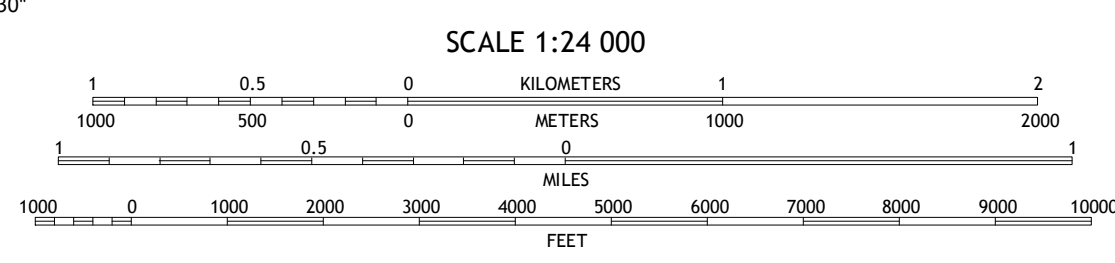 30"
SCALE 1:24 000
1 0.5 0 KILOMETERS 1 2
1000 500 0 METERS 1000 2000
1 0.5 0 1
MILES
1000 0 1000 2000 3000 4000 5000 6000 7000 8000 9000 10000
FEET